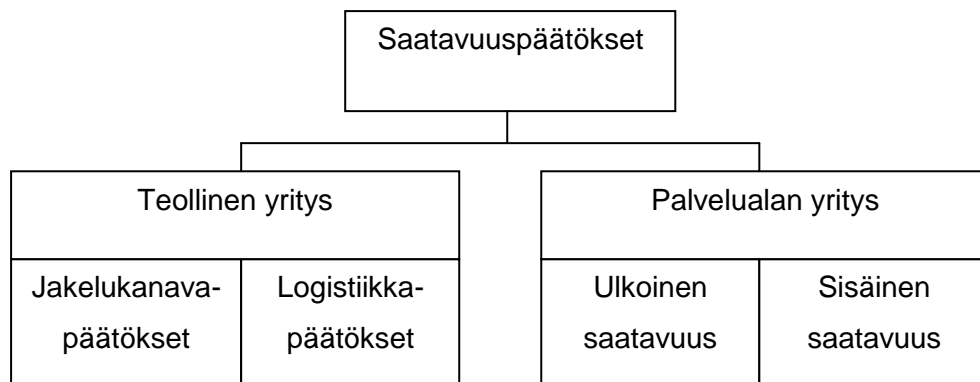 Saatavuuspäätökset
Teollinen yritys
Palvelualan yritys
Jakelukanava-
päätökset
Logistiikka-
päätökset
Ulkoinen
saatavuus
Sisäinen
saatavuus